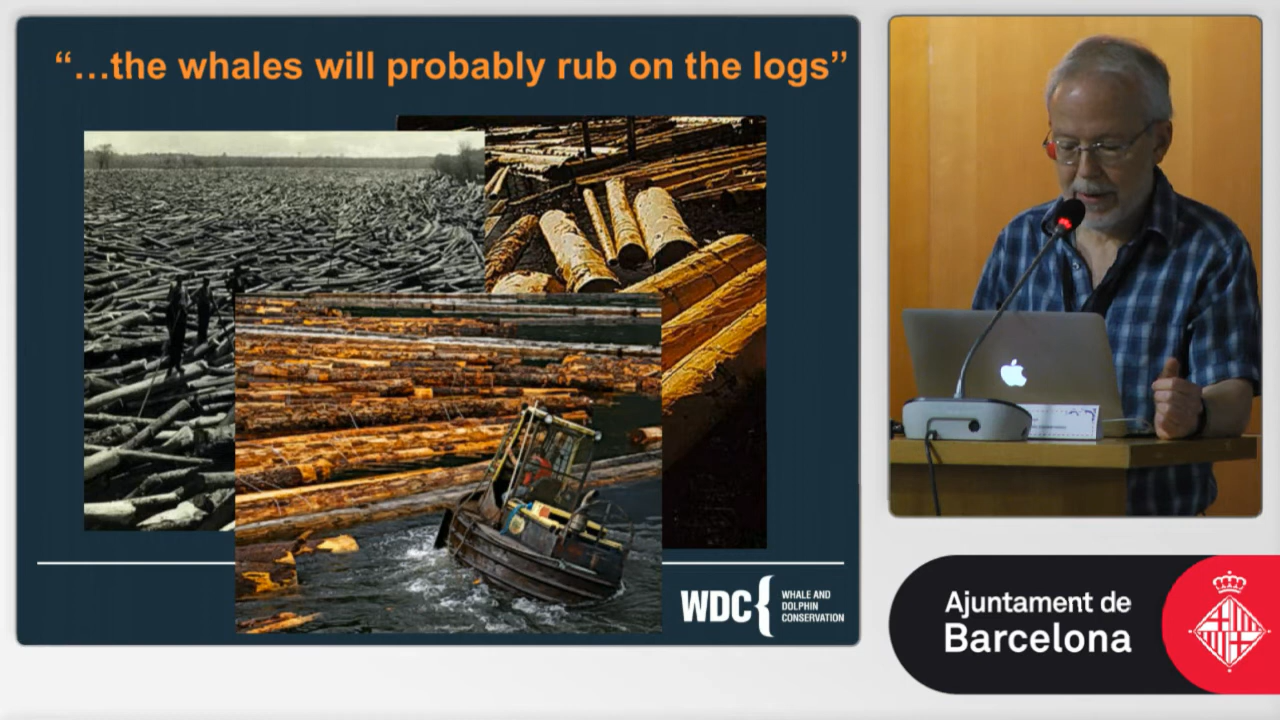 “...the whales will probably rub on the logs”
WDC
WHALE AND
DOLPHIN
CONSERVATION
Ajuntament de
Barcelona